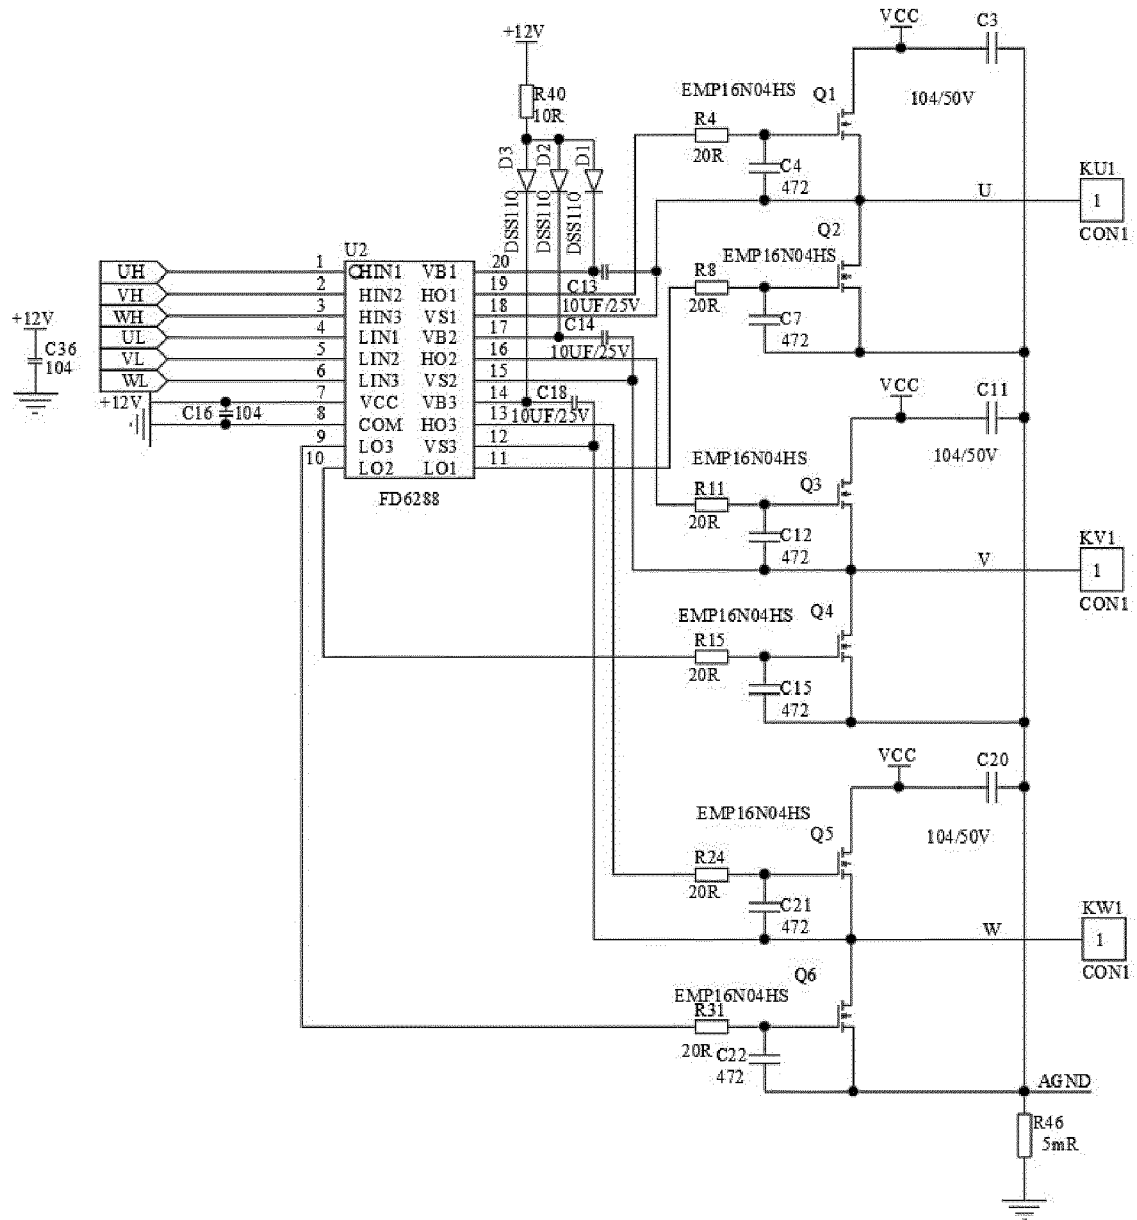 VCC
C3
+12V
EMP16N04HS
Q1
104/50V
R40
10R
R4
20R
C4
472
D3
D2
D1
DSS110
DSS110
DSS110
U
KU1
1
CON1
Q2
EMP16N04HS
R8
20R
C7
472
U2
UH
VH
WH
UL
VL
WL
+12V
C36
104
+12V
C16
104
1
2
3
4
5
6
7
8
9
10
HIN1
HIN2
HIN3
LIN1
LIN2
LIN3
VCC
COM
LO3
LO2
VB1
HO1
VS1
VB2
HO2
VS2
VB3
HO3
VS3
LO1
20
19
18
17
16
15
14
13
12
11
FD6288
C13
10UF/25V
C14
10UF/25V
C18
10UF/25V
VCC
C11
104/50V
EMP16N04HS
Q3
R11
20R
C12
472
V
KV1
1
CON1
Q4
EMP16N04HS
R15
20R
C15
472
VCC
C20
104/50V
EMP16N04HS
Q5
R24
20R
C21
472
W
KW1
1
CON1
Q6
EMP16N04HS
R31
20R
C22
472
AGND
R46
5mR